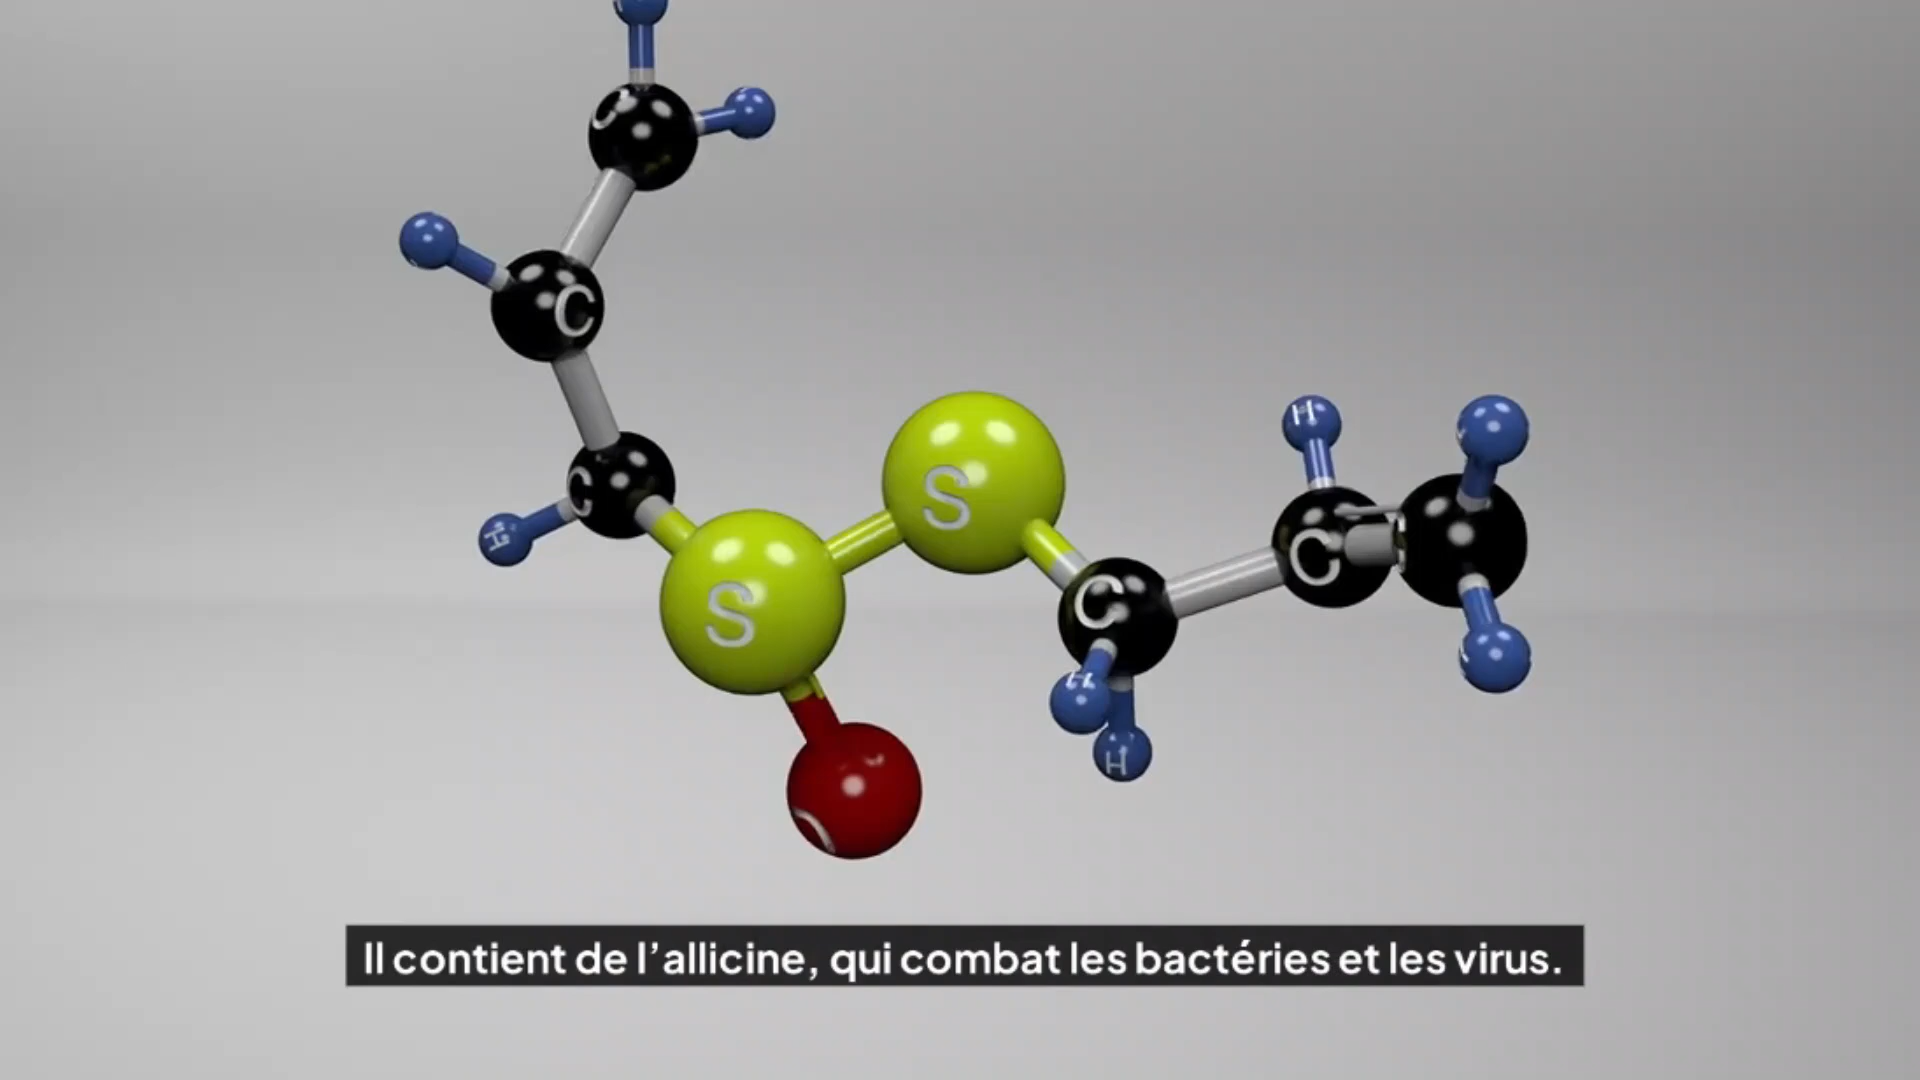 C
C
C
S
S
C
C
H
H
H
H
Il contient de l’allicine, qui combat les bactéries et les virus.